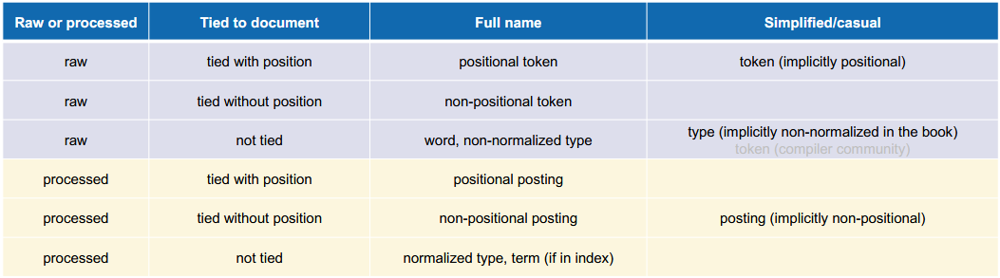 Raw or processed Tied to document Full name Simplified/casual
raw tied with position positional token token (implicitly positional)
raw tied without position non-positional token
raw not tied word, non-normalized type type (implicitly non-normalized in the book)
token (compiler community)
processed tied with position positional posting
processed tied without position non-positional posting posting (implicitly non-positional)
processed not tied normalized type, term (if in index)